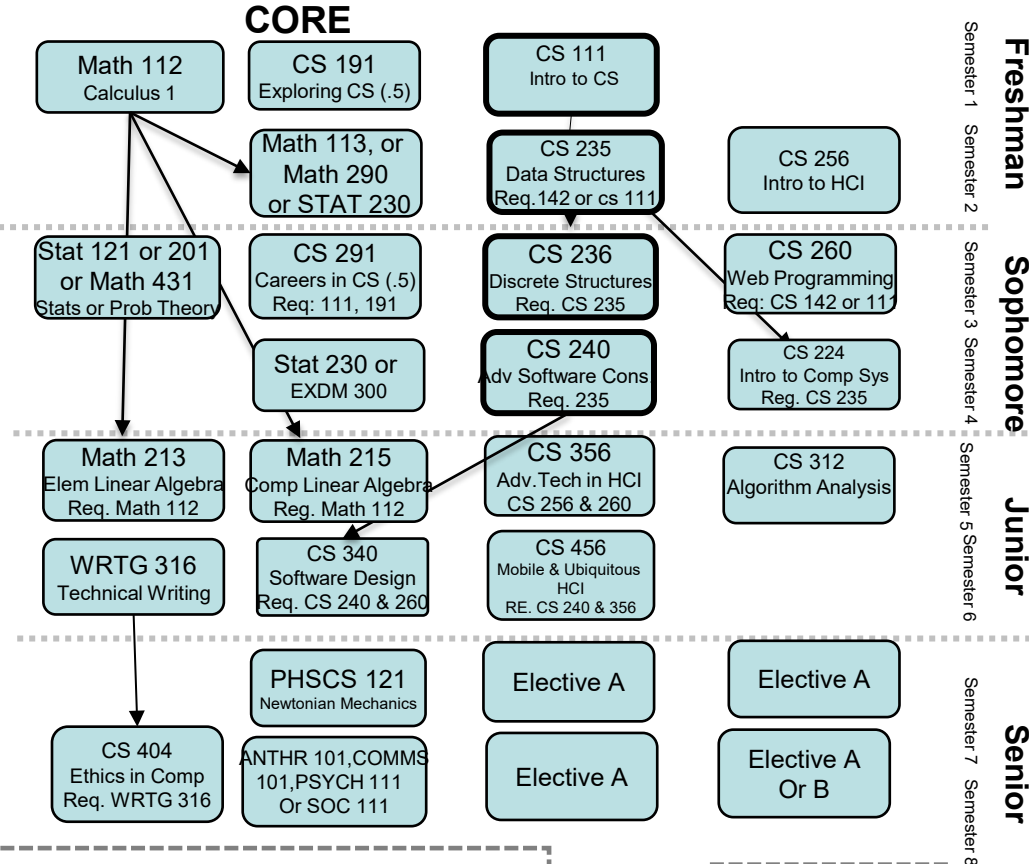 CORE
Math 112
Calculus 1
CS 191
Exploring CS (.5)
CS 111
Intro to CS
Semester 1
Freshman
Math 113, or
Math 290
or STAT 230
CS 235
Data Structures
Req.142 or cs 111
CS 256
Intro to HCI
Semester 2
Stat 121 or 201
or Math 431
Stats or Prob Theory
CS 291
Careers in CS (.5)
Req: 111, 191
CS 236
Discrete Structures
Req. CS 235
CS 260
Web Programming
Req: CS 142 or 111
Semester 3
Sophomore
Stat 230 or
EXDM 300
CS 240
Adv Software Cons.
Req. 235
CS 224
Intro to Comp Sys
Reg. CS 235
Semester 4
Math 213
Elem Linear Algebra
Req. Math 112
Math 215
Comp Linear Algebra
Reg. Math 112
CS 356
Adv.Tech in HCI
CS 256 & 260
CS 312
Algorithm Analysis
Semester 5
Junior
WRTG 316
Technical Writing
CS 340
Software Design
Req. CS 240 & 260
CS 456
Mobile & Ubiquitous
HCI
RE. CS 240 & 356
Semester 6
PHSCS 121
Newtonian Mechanics
Elective A
Elective A
Semester 7
Senior
CS 404
Ethics in Comp
Req. WRTG 316
ANTHR 101,COMMS
101,PSYCH 111
Or SOC 111
Elective A
Elective A
Or B
Semester 8